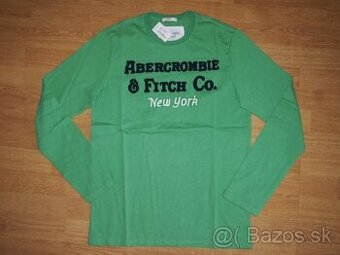 ABERCROMBIE
& FITCH CO.
New York
@ Bazos.sk